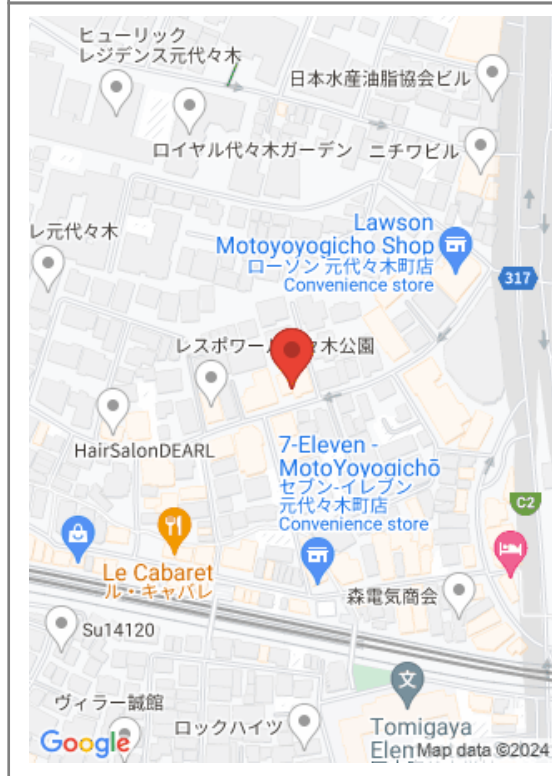 ヒューリック
レジデンス元代々木
日本水産油脂協会ビル
ロイヤル代々木ガーデン
ニチワビル
レ元代々木
Lawson
Motoyoyogicho Shop
ローソン 元代々木町店
Convenience store
317
レスポワール
々木公園
HairSalonDEARL
7-Eleven -
MotoYoyogichō
セブン-イレブン
元代々木町店
Convenience store
C2
Le Cabaret
ル・キャバレ
森電気商会
Su14120
文
ヴィラー誠館
ロックハイツ
Tomigaya
Elem
Google
Map data ©2024